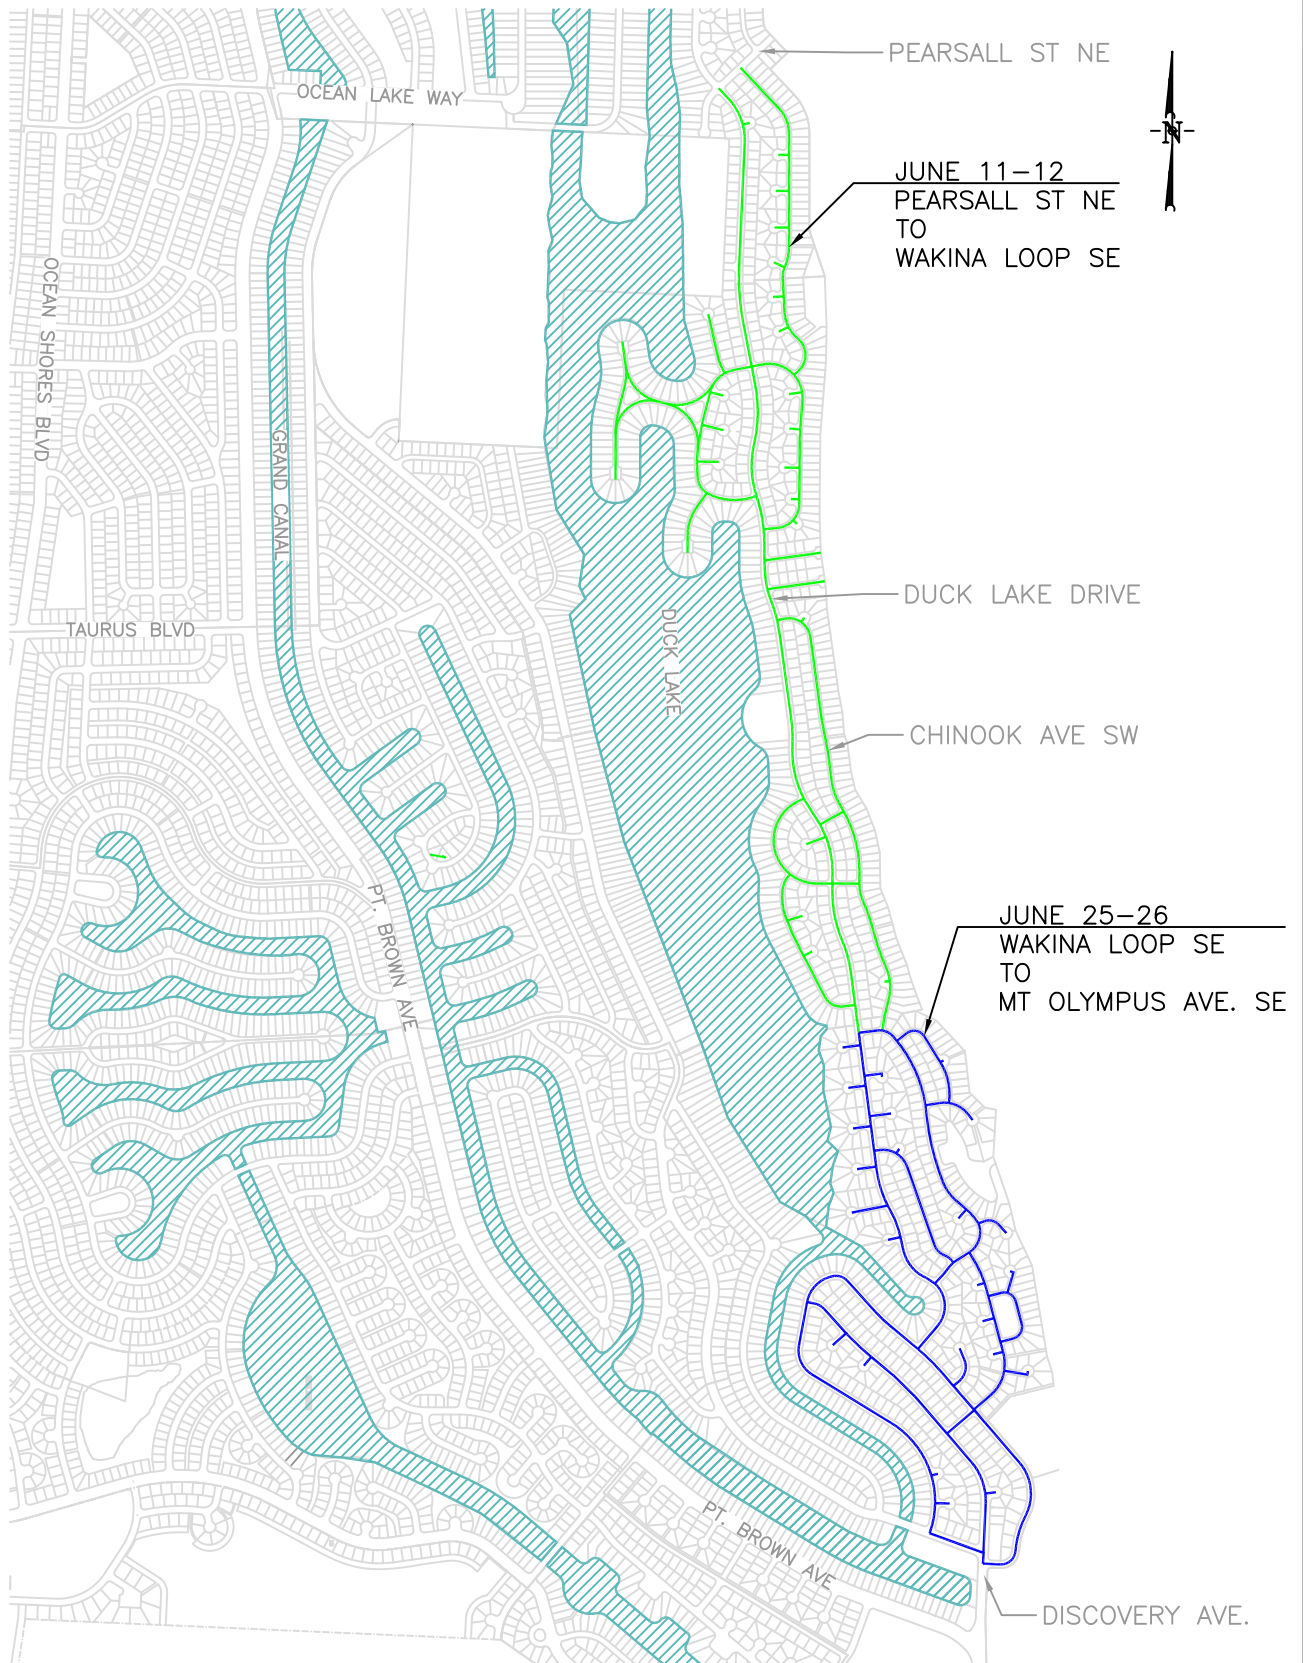 PEARSALL ST NE
OCEAN LAKE WAY
N
JUNE 11-12
PEARSALL ST NE
TO
WAKINA LOOP SE
OCEAN SHORES BLVD
GRAND CANAL
DUCK LAKE DRIVE
TAURUS BLVD
DUCK LAKE
CHINOOK AVE SW
PT. BROWN AVE
JUNE 25-26
WAKINA LOOP SE
TO
MT OLYMPUS AVE. SE
PT. BROWN AVE
DISCOVERY AVE.